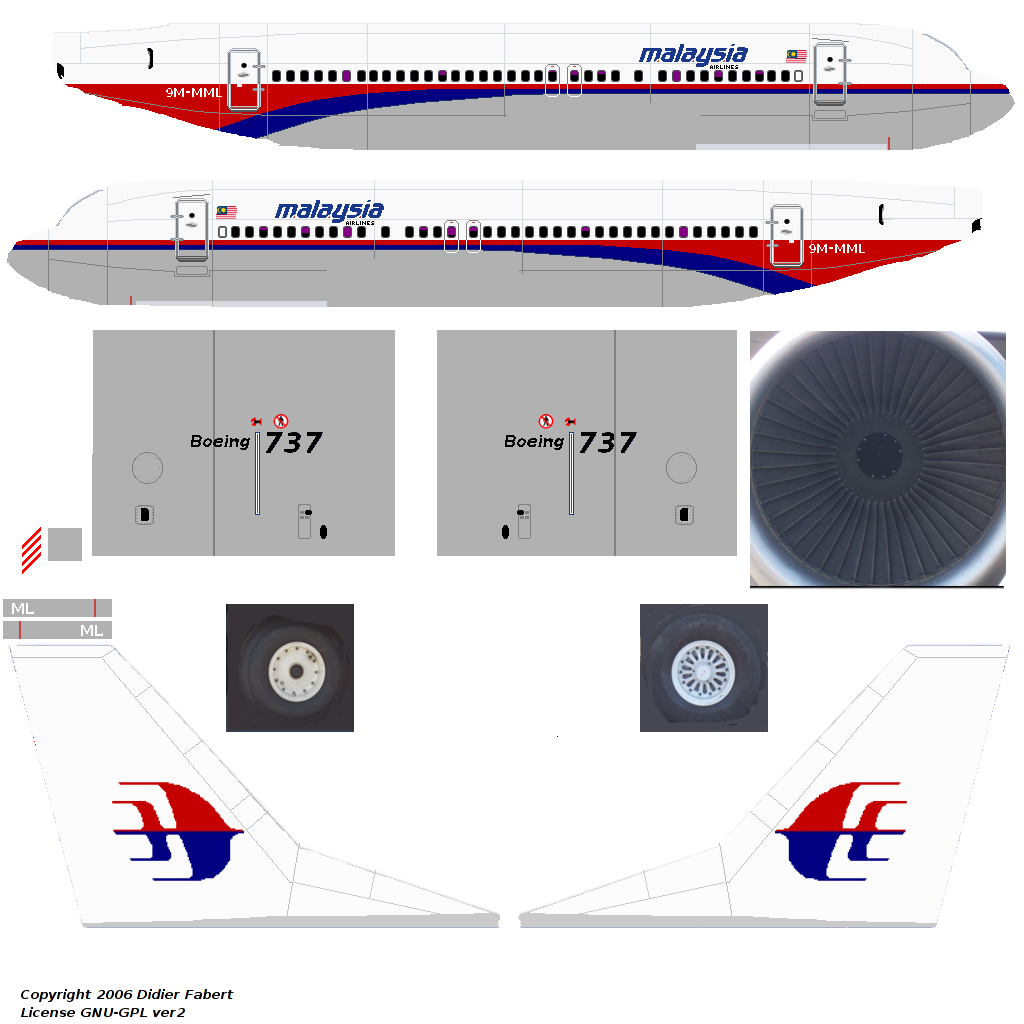 malaysia
AIRLINES
9M-MML
malaysia
AIRLINES
9M-MML
Boeing 737
Boeing 737
ML
ML
Copyright 2006 Didier Fabert
License GNU-GPL ver2